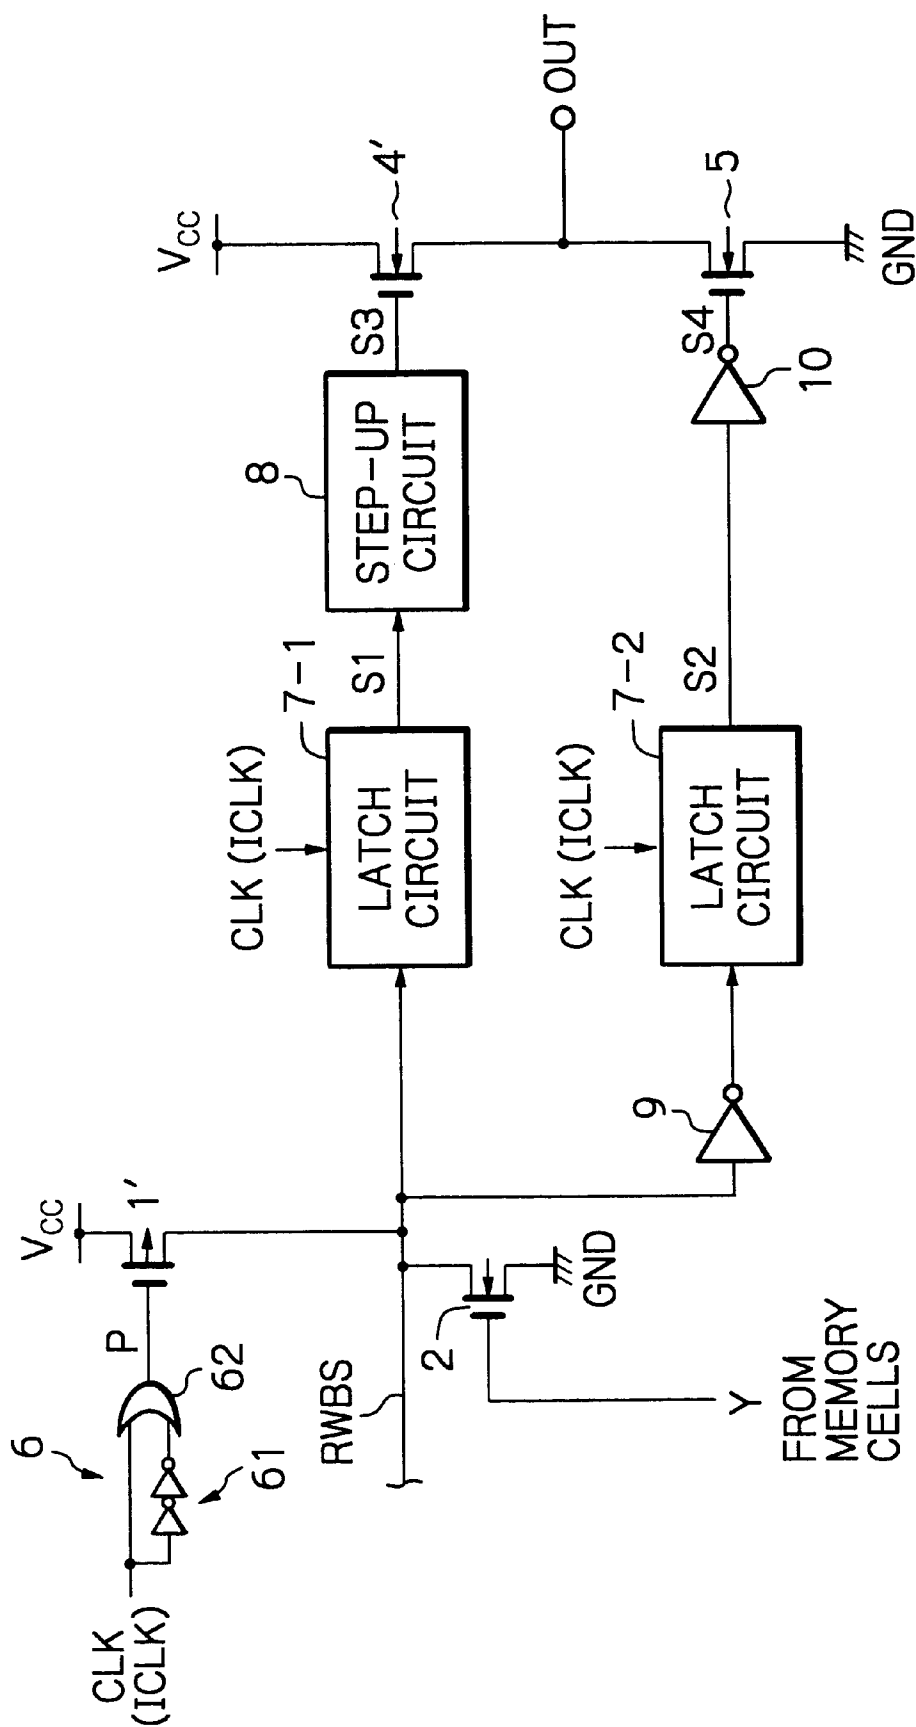 CLK
(ICLK)
6
61
62
P
VCC
1'
RWBS
2
GND
Y
FROM
MEMORY
CELLS
9
CLK (ICLK)
7-1
LATCH
CIRCUIT
S1
8
STEP-UP
CIRCUIT
S3
VCC
4'
OUT
CLK (ICLK)
7-2
LATCH
CIRCUIT
S2
10
S4
5
GND